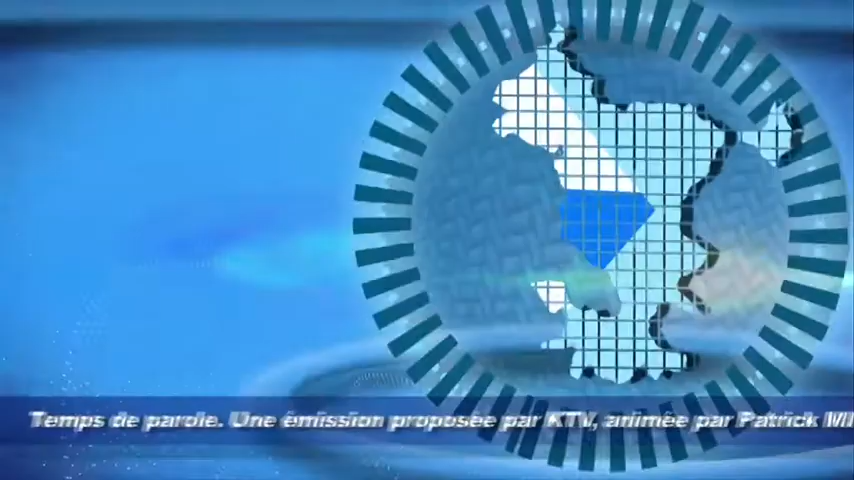 Temps de parole. Une émission proposée par KTV, animée par Patrick